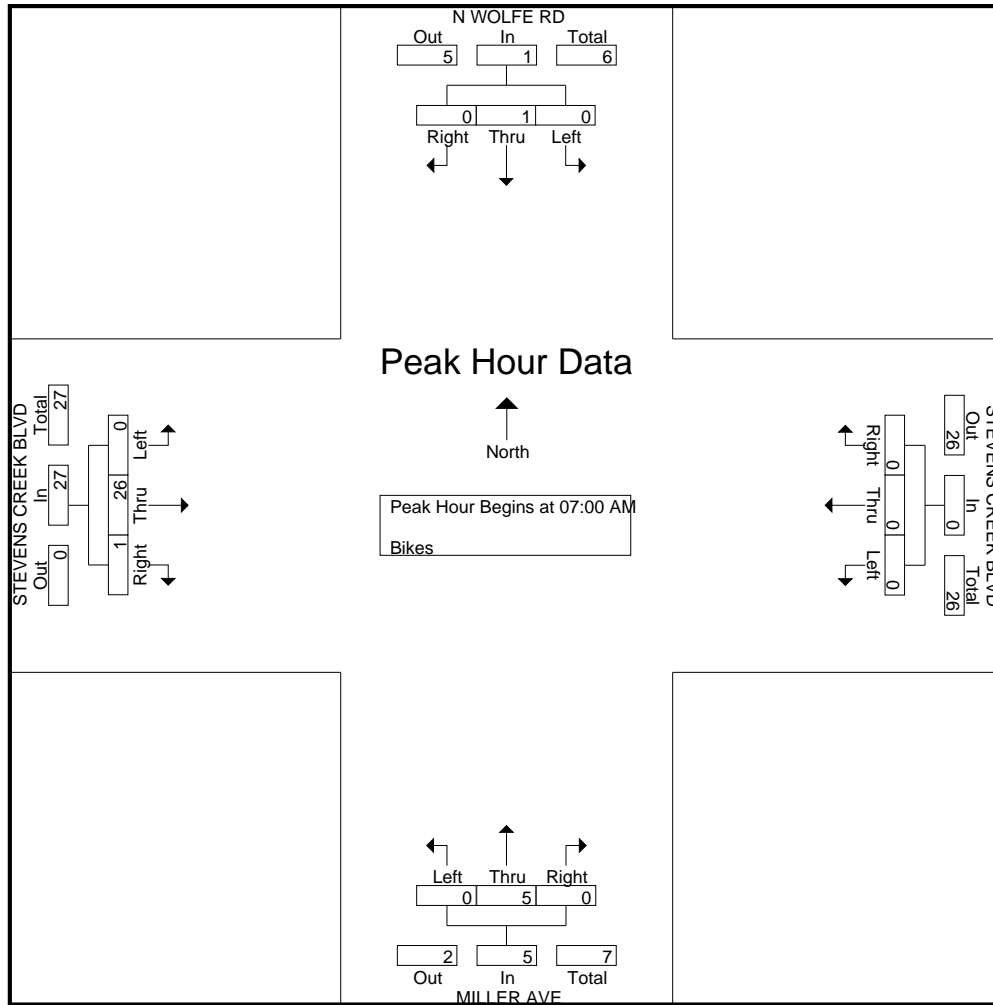 N WOLFE RD
Out In Total
5 1 6
0 1 0
Right Thru Left
Peak Hour Data
North
Peak Hour Begins at 07:00 AM
Bikes
STEVENS CREEK BLVD
Out In Total
0 27 27
Right Thru Left
1 26 0
STEVENS CREEK BLVD
Out In Total
26 0 26
Right Thru Left
0 0 0
Left Thru Right
0 5 0
2 5 7
Out In Total
MILLER AVE